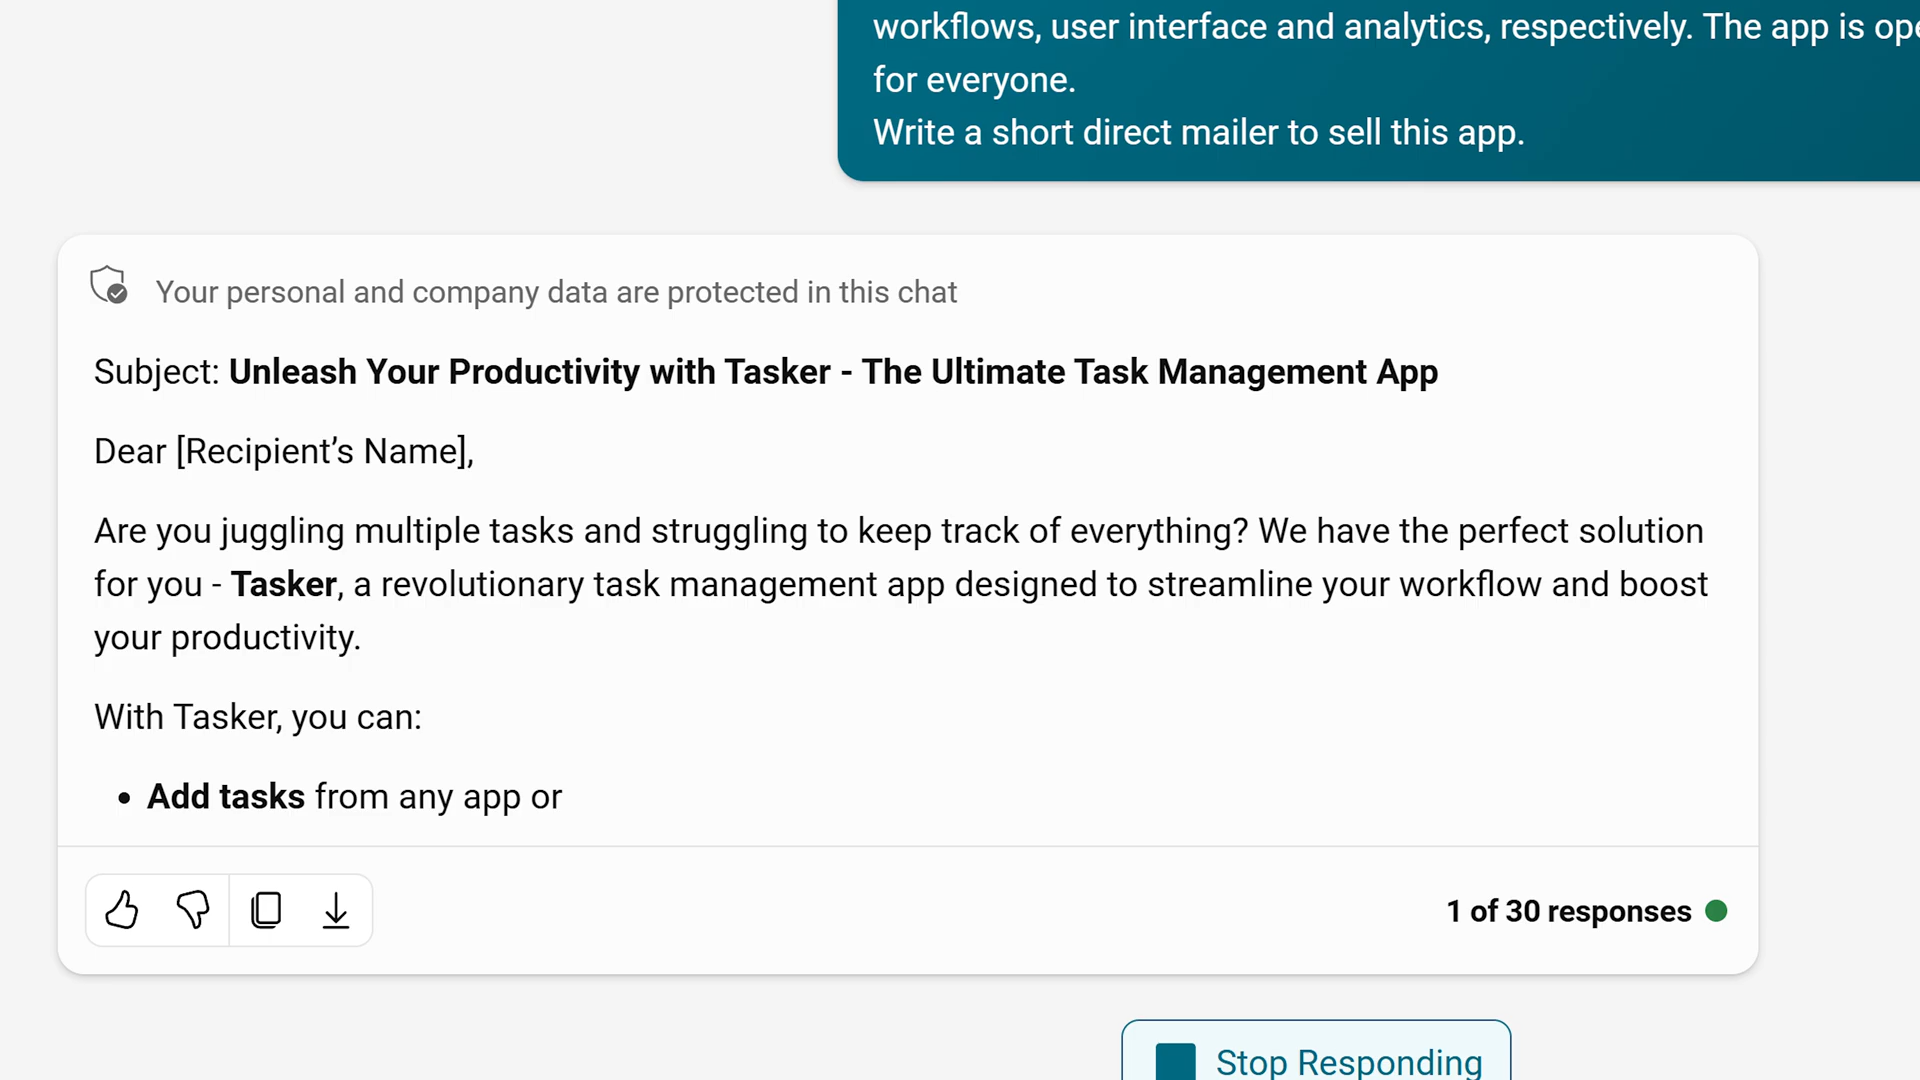 workflows, user interface and analytics, respectively. The app is
for everyone.
Write a short direct mailer to sell this app.
Your personal and company data are protected in this chat
Subject: Unleash Your Productivity with Tasker - The Ultimate Task Management App
Dear [Recipient’s Name],
Are you juggling multiple tasks and struggling to keep track of everything? We have the perfect solution
for you - Tasker, a revolutionary task management app designed to streamline your workflow and boost
your productivity.
With Tasker, you can:
• Add tasks from any app or
1 of 30 responses
Stop Responding